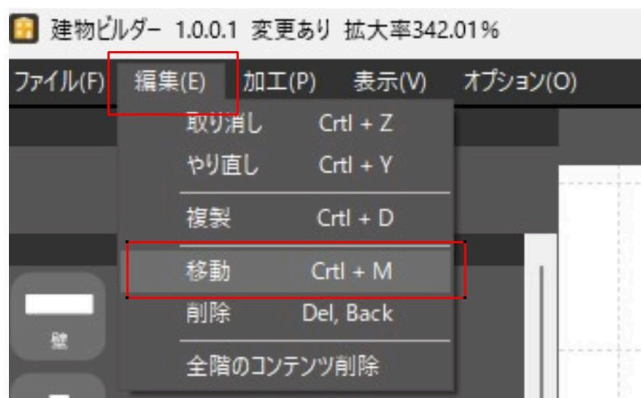 建物ビルダー 1.0.0.1 変更あり 拡大率342.01%
ファイル(F) 編集(E) 加工(P) 表示(V) オプション(O)
取り消し Crtl + Z
やり直し Crtl + Y
複製 Crtl + D
移動 Crtl + M
削除 Del, Back
全階のコンテンツ削除
壁